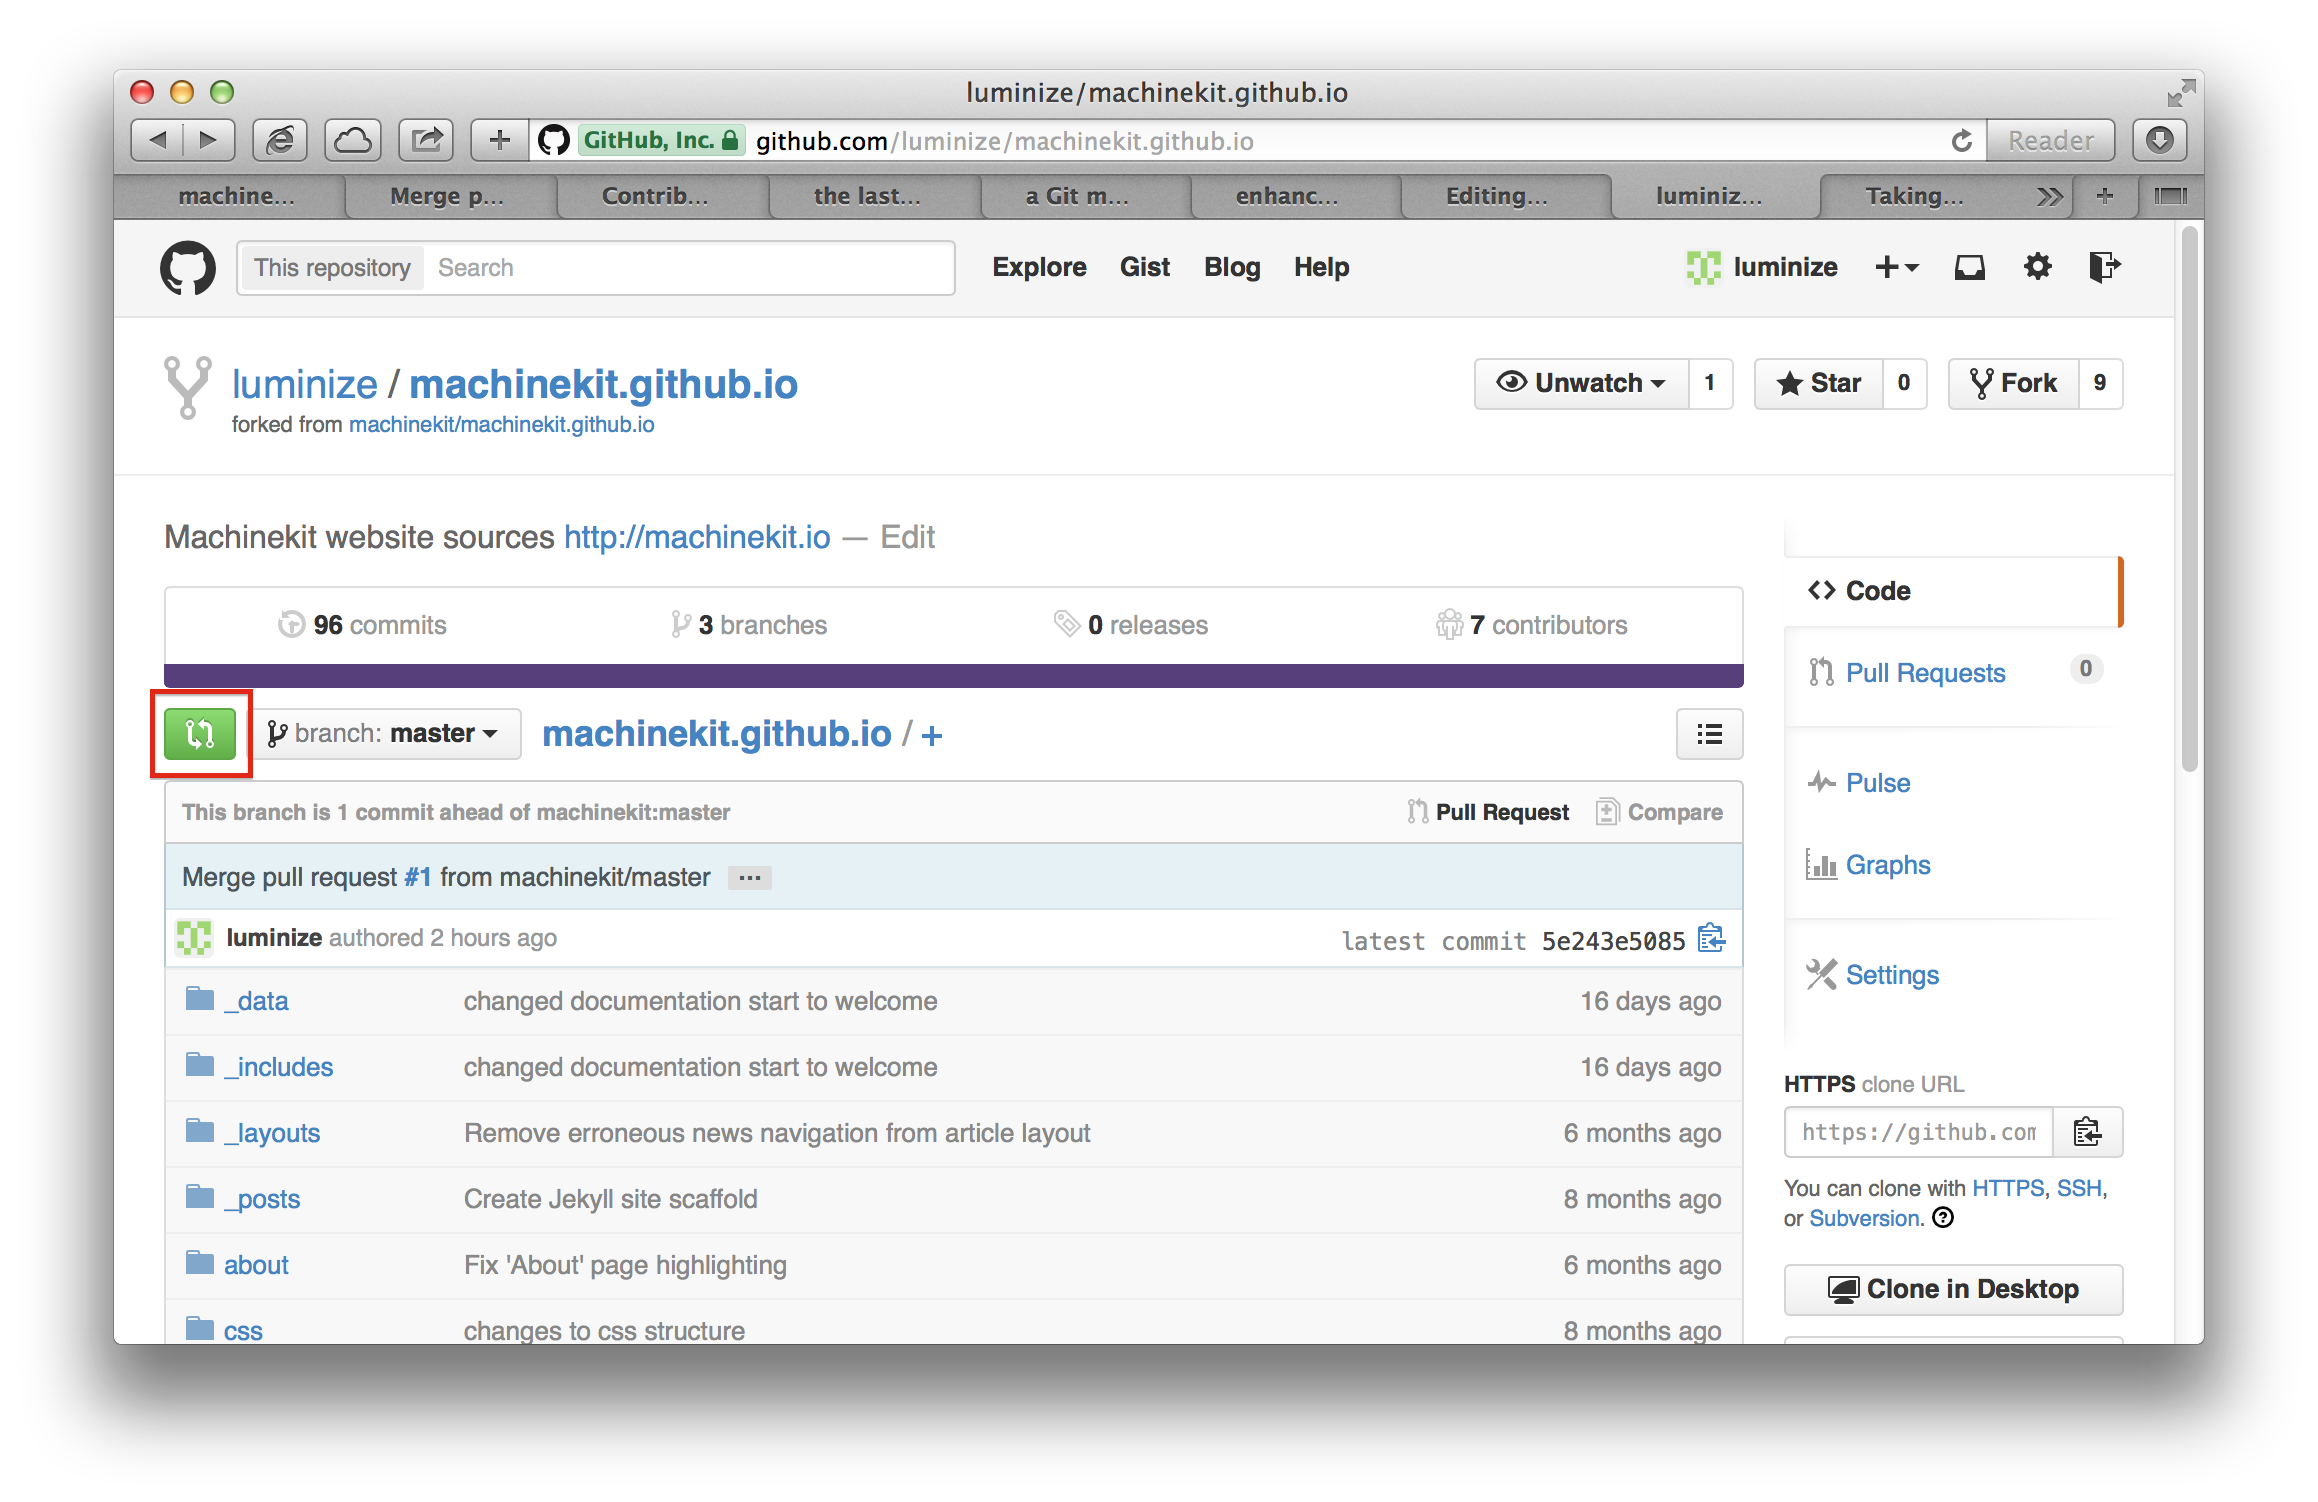 luminize/machinekit.github.io
GitHub, Inc. github.com/luminize/machinekit.github.io Reader
machine... Merge p... Contrib... the last... a Git m... enhanc... Editing... luminiz... Taking...
This repository Search Explore Gist Blog Help luminize
luminize / machinekit.github.io Unwatch 1 Star 0 Fork 9
forked from machinekit/machinekit.github.io
Machinekit website sources http://machinekit.io — Edit
96 commits 3 branches 0 releases 7 contributors
branch: master machinekit.github.io / +
This branch is 1 commit ahead of machinekit:master Pull Request Compare
Merge pull request #1 from machinekit/master ...
luminize authored 2 hours ago latest commit 5e243e5085
_data changed documentation start to welcome 16 days ago
_includes changed documentation start to welcome 16 days ago
_layouts Remove erroneous news navigation from article layout 6 months ago
_posts Create Jekyll site scaffold 8 months ago
about Fix 'About' page highlighting 6 months ago
css changes to css structure 8 months ago
Code
Pull Requests 0
Pulse
Graphs
Settings
HTTPS clone URL
https://github.com
You can clone with HTTPS, SSH,
or Subversion.
Clone in Desktop